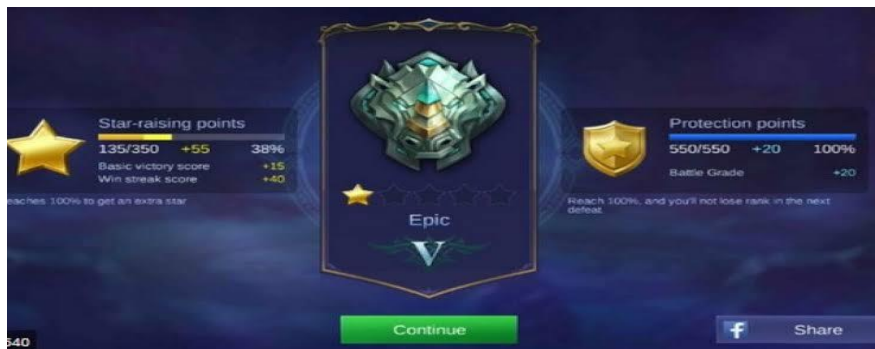 Star-raising points
135/350 +55 38%
Basic victory score +15
Win streak score +40
eaches 100% to get an extra star
Epic
V
Protection points
550/550 +20 100%
Battle Grade +20
Reach 100%, and you'll not lose rank in the next
defeat.
Continue
f Share
540